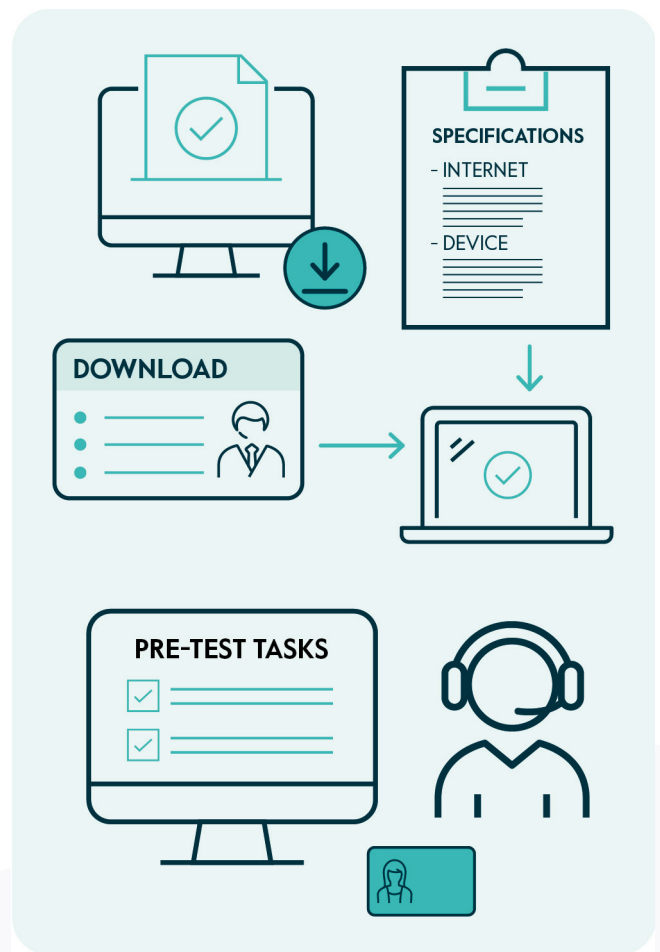 SPECIFICATIONS
- INTERNET
- DEVICE
DOWNLOAD
PRE-TEST TASKS